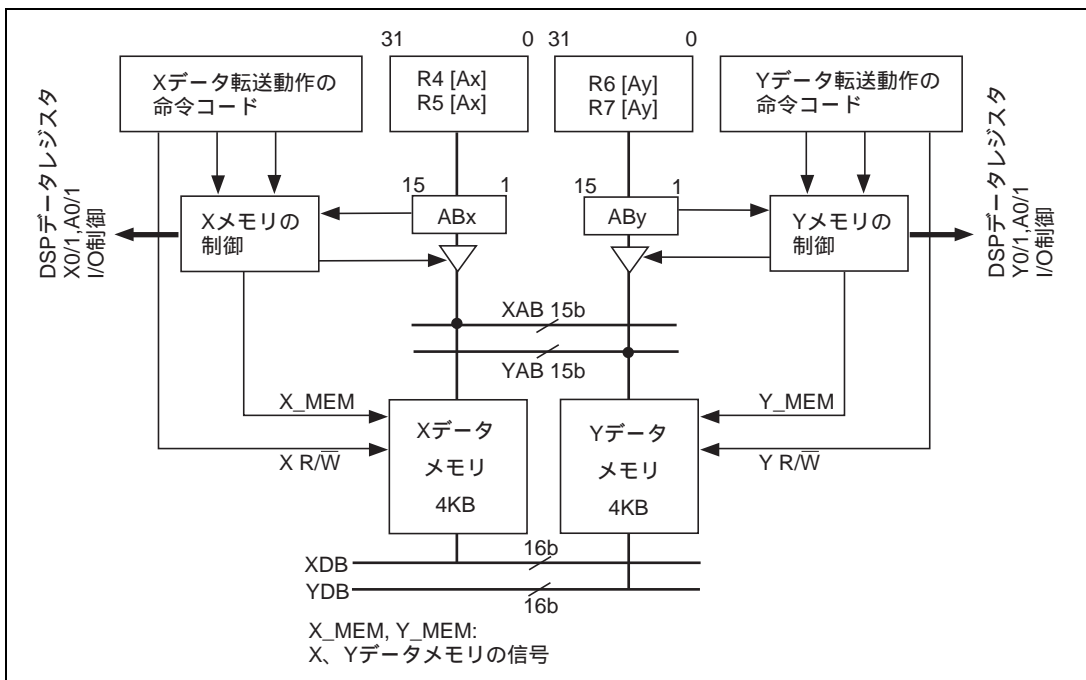 31 0 31 0
Xデータ転送動作の
命令コード
R4 [Ax]
R5 [Ax]
R6 [Ay]
R7 [Ay]
Yデータ転送動作の
命令コード
DSPデータレジスタ
X0/1,A0/1
I/O制御
Xメモリの
制御
15 1
ABx
15 1
ABy
Yメモリの
制御
DSPデータレジスタ
Y0/1,A0/1
I/O制御
XAB 15b
YAB 15b
X_MEM
X R/W̅
Xデータ
メモリ
4KB
Yデータ
メモリ
4KB
Y_MEM
Y R/W̅
XDB
16b
YDB
16b
X_MEM, Y_MEM:
X、Yデータメモリの信号